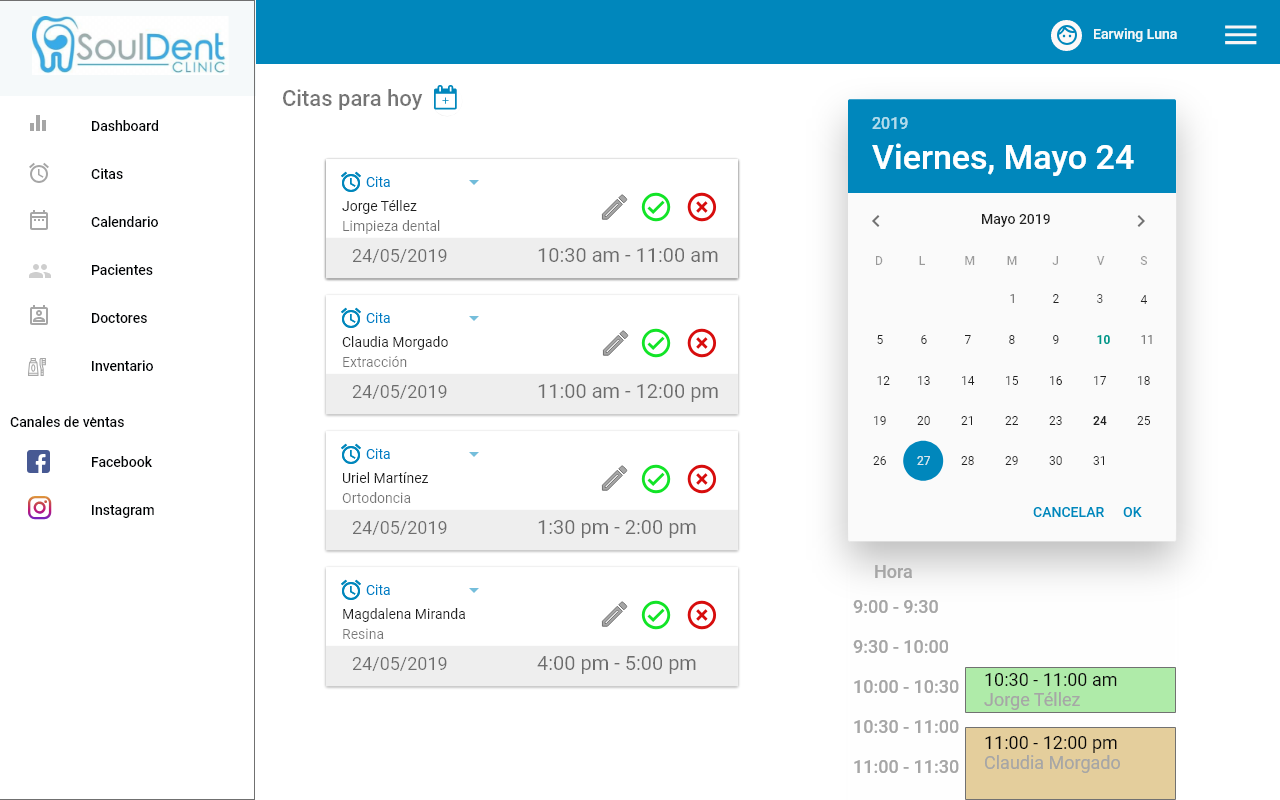 SoulDent
CLINIC
Dashboard
Citas
Calendario
Pacientes
Doctores
Inventario
Canales de vèntas
Facebook
Instagram
Earwing Luna
Citas para hoy
Cita
Jorge Téllez
Limpieza dental
24/05/2019 10:30 am - 11:00 am
Cita
Claudia Morgado
Extracción
24/05/2019 11:00 am - 12:00 pm
Cita
Uriel Martínez
Ortodoncia
24/05/2019 1:30 pm - 2:00 pm
Cita
Magdalena Miranda
Resina
24/05/2019 4:00 pm - 5:00 pm
2019
Viernes, Mayo 24
Mayo 2019
D L M M J V S
1 2 3 4
5 6 7 8 9 10 11
12 13 14 15 16 17 18
19 20 21 22 23 24 25
26 27 28 29 30 31
CANCELAR OK
Hora
9:00 - 9:30
9:30 - 10:00
10:00 - 10:30
10:30 - 11:00
11:00 - 11:30
10:30 - 11:00 am
Jorge Téllez
11:00 - 12:00 pm
Claudia Morgado